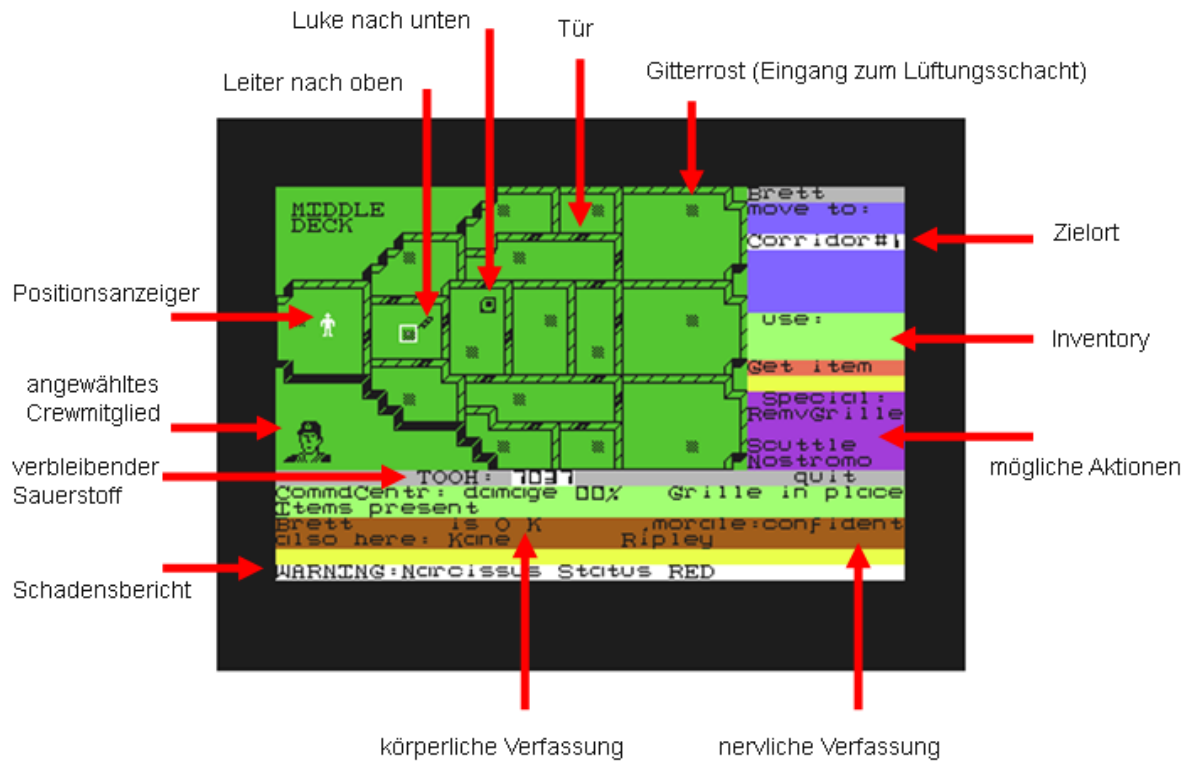 Luke nach unten
Tür
Leiter nach oben
Gitterrost (Eingang zum Lüftungsschacht)
MIDDLE
DECK
Brett
move to:
Corridor#1
Zielort
Positionsanzeiger
use:
Inventory
Get item
angewähltes
Crewmitglied
Special:
RemvGrille
Scuttle
Nostromo
mögliche Aktionen
verbleibender
Sauerstoff
TOOH: 7037
quit
CommdCentr: damage 00% Grille in place
Items present
Brett is O K ,morale:confident
also here: Kane Ripley
Schadensbericht
WARNING:Narcissus Status RED
körperliche Verfassung
nervliche Verfassung